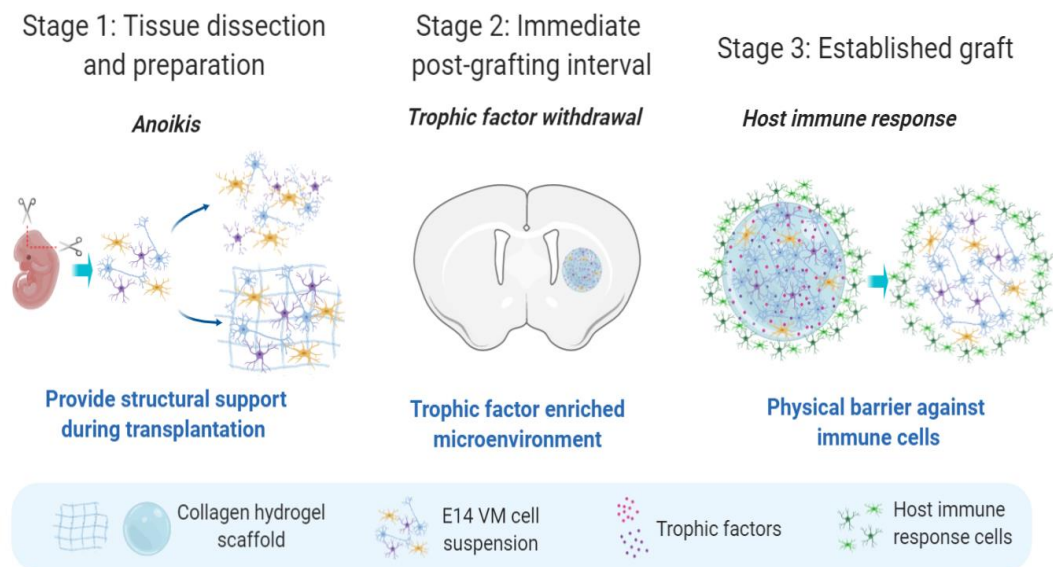 Stage 1: Tissue dissection
and preparation
Anoikis
Provide structural support
during transplantation
Stage 2: Immediate
post-grafting interval
Trophic factor withdrawal
Trophic factor enriched
microenvironment
Stage 3: Established graft
Host immune response
Physical barrier against
immune cells
Collagen hydrogel
scaffold
E14 VM cell
suspension
Trophic factors
Host immune
response cells